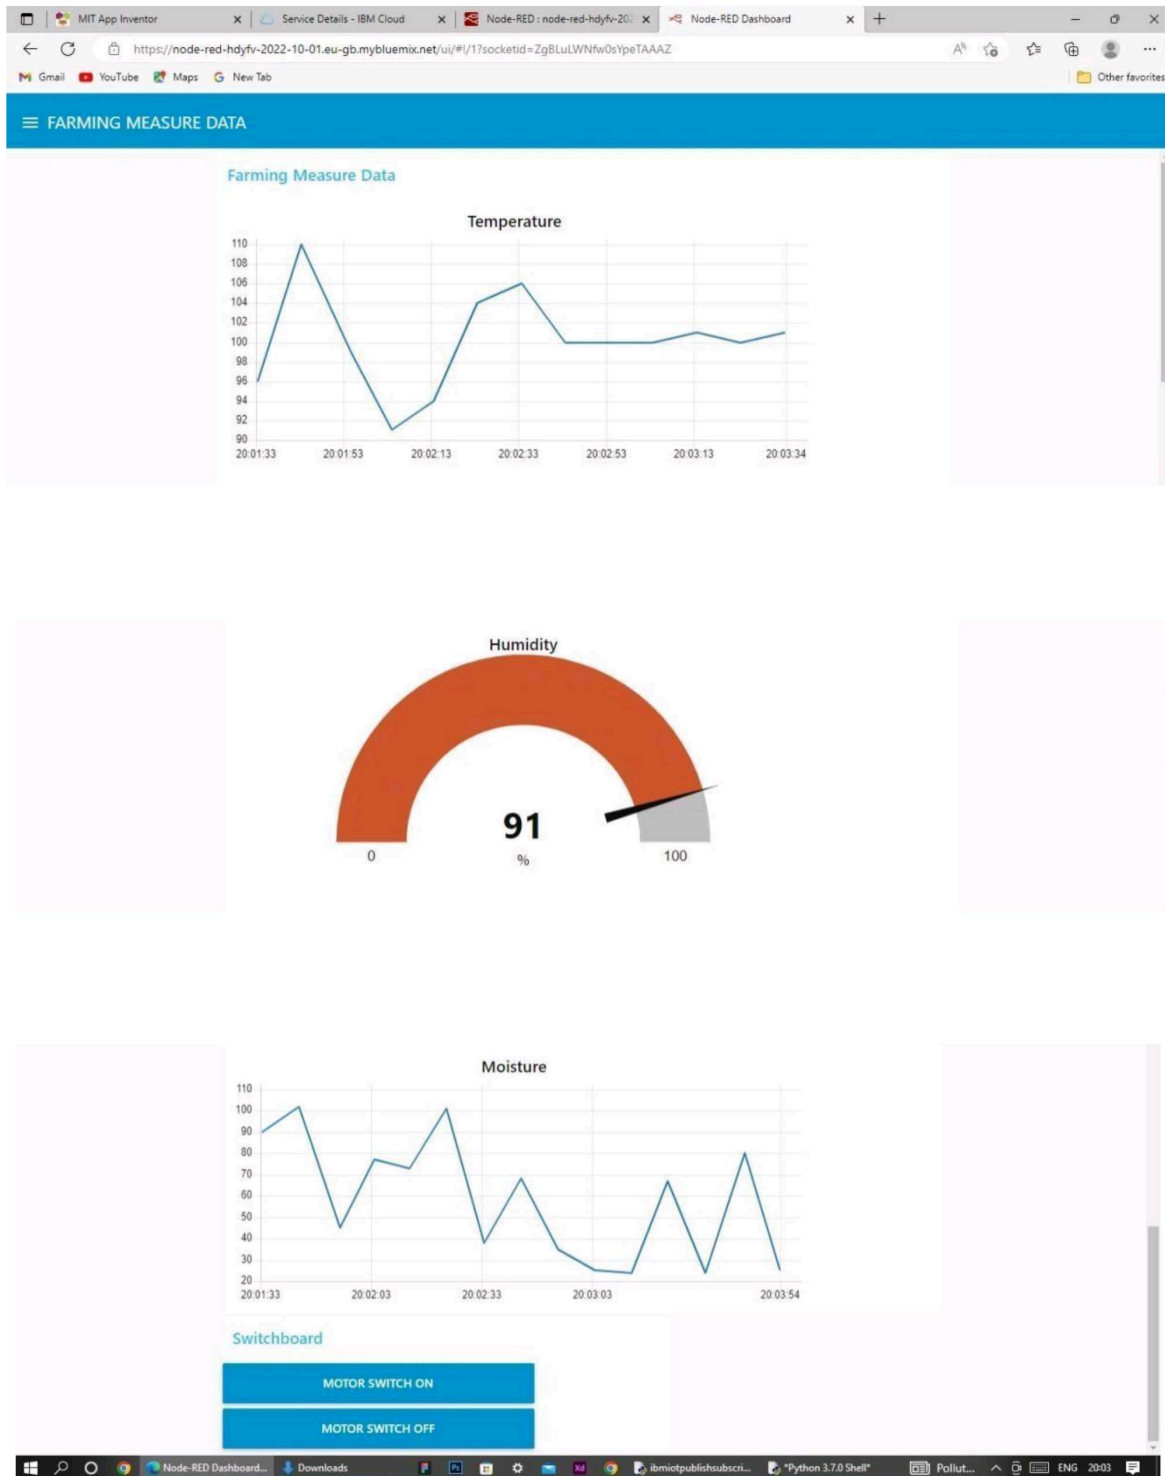 MIT App Inventor
Service Details - IBM Cloud
Node-RED : node-red-hdyfv-202
Node-RED Dashboard
https://node-red-hdyfv-2022-10-01.eu-gb.mybluemix.net/ui/#!/1?socketid=ZgBLuLWNfw0sYpeTAAAZ
Gmail YouTube Maps New Tab Other favorites
FARMING MEASURE DATA
Farming Measure Data
Temperature
110
108
106
104
102
100
98
96
94
92
90
20:01:33 20:01:53 20:02:13 20:02:33 20:02:53 20:03:13 20:03:34
Humidity
91
%
0 100
Moisture
110
100
90
80
70
60
50
40
30
20
20:01:33 20:02:03 20:02:33 20:03:03 20:03:54
Switchboard
MOTOR SWITCH ON
MOTOR SWITCH OFF
Node-RED Dashboard... Downloads Ps Xd ibmiotpublishsubscri... *Python 3.7.0 Shell* Pollut... ENG 20:03